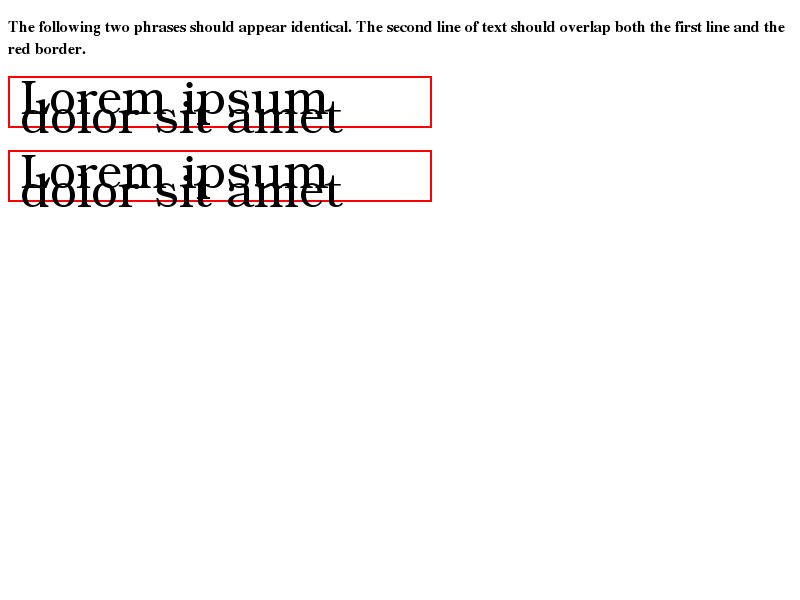 The following two phrases should appear identical. The second line of text should overlap both the first line and the
red border.
Lorem ipsum
dolor sit amet
Lorem ipsum
dolor sit amet